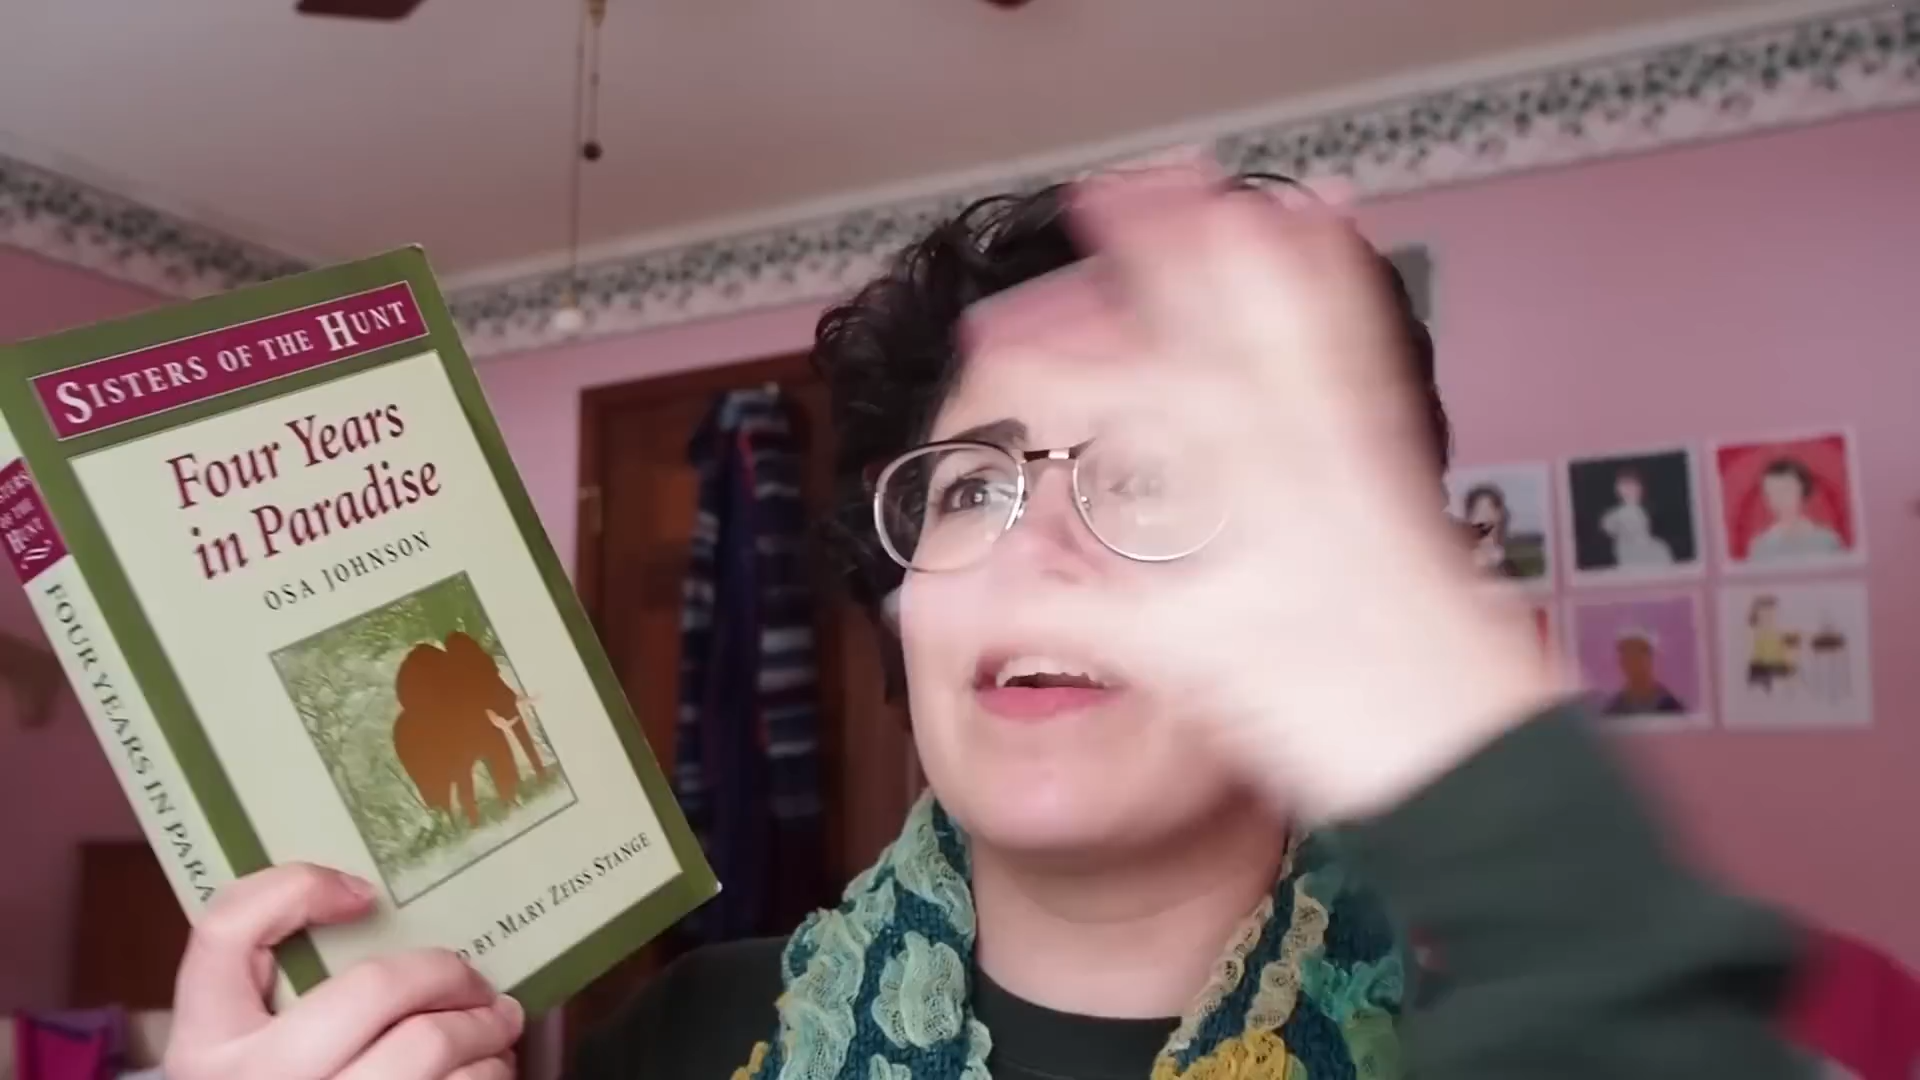 SISTERS OF THE HUNT
Four Years
in Paradise
OSA JOHNSON
BY MARY ZEISS STANGE
OF THE
HUNT
FOUR YEARS IN PARA